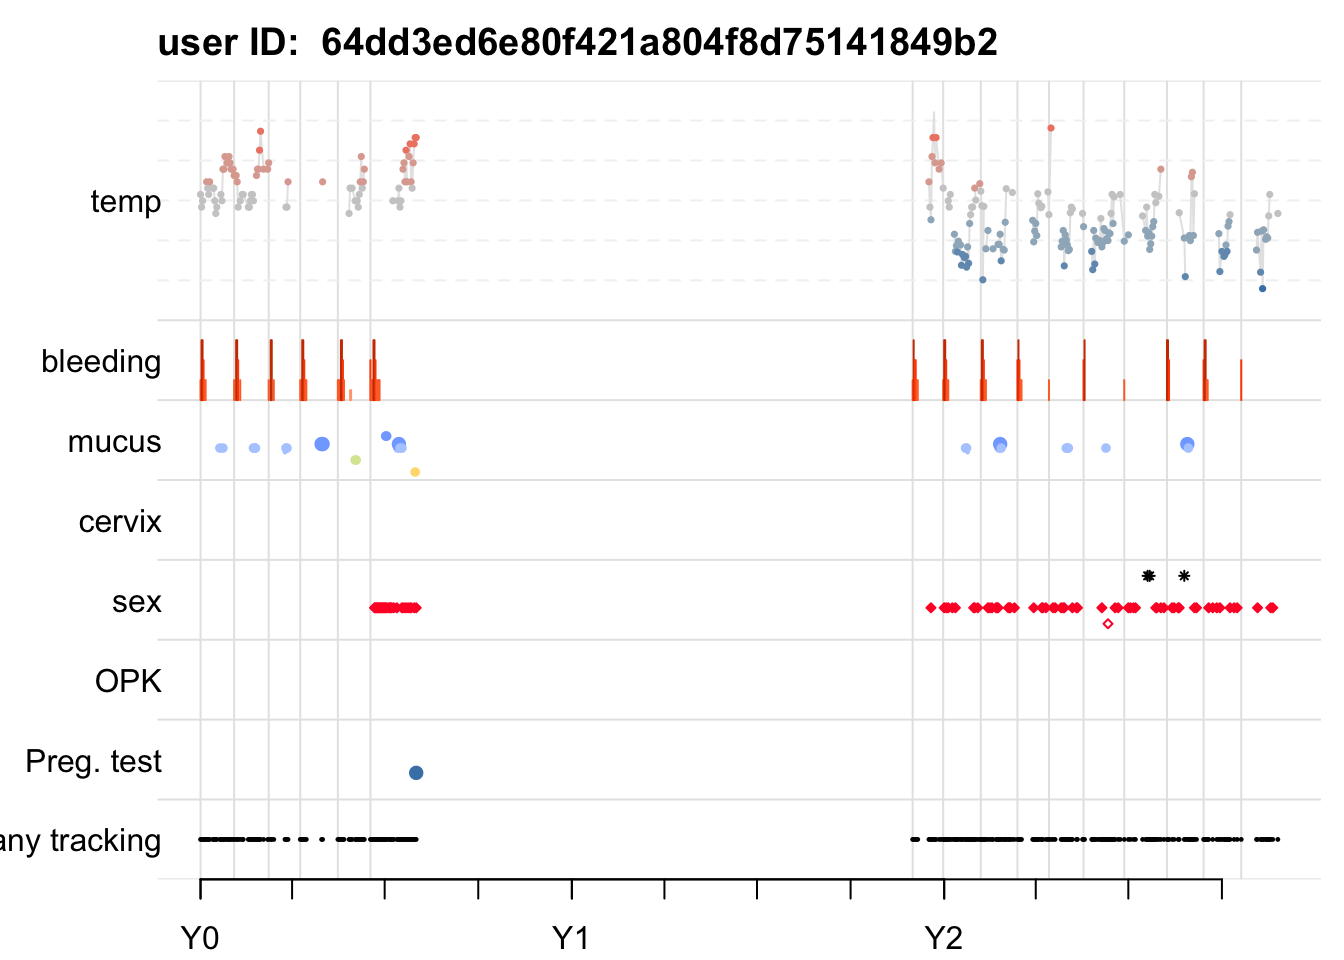 user ID:  64dd3ed6e80f421a804f8d75141849b2
temp
bleeding
mucus
cervix
sex
OPK
Preg. test
any tracking
Y0 Y1 Y2